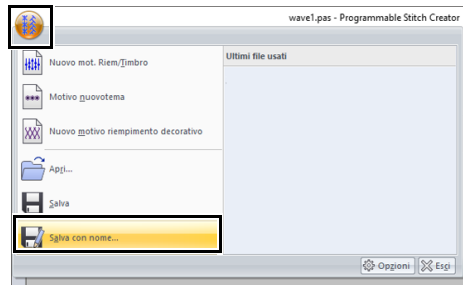 wave1.pas - Programmable Stitch Creator
Nuovo mot. Riem/Timbro
Ultimi file usati
Motivo nuovotema
Nuovo motivo riempimento decorativo
Apri...
Salva
Salva con nome...
Opzioni
Esci